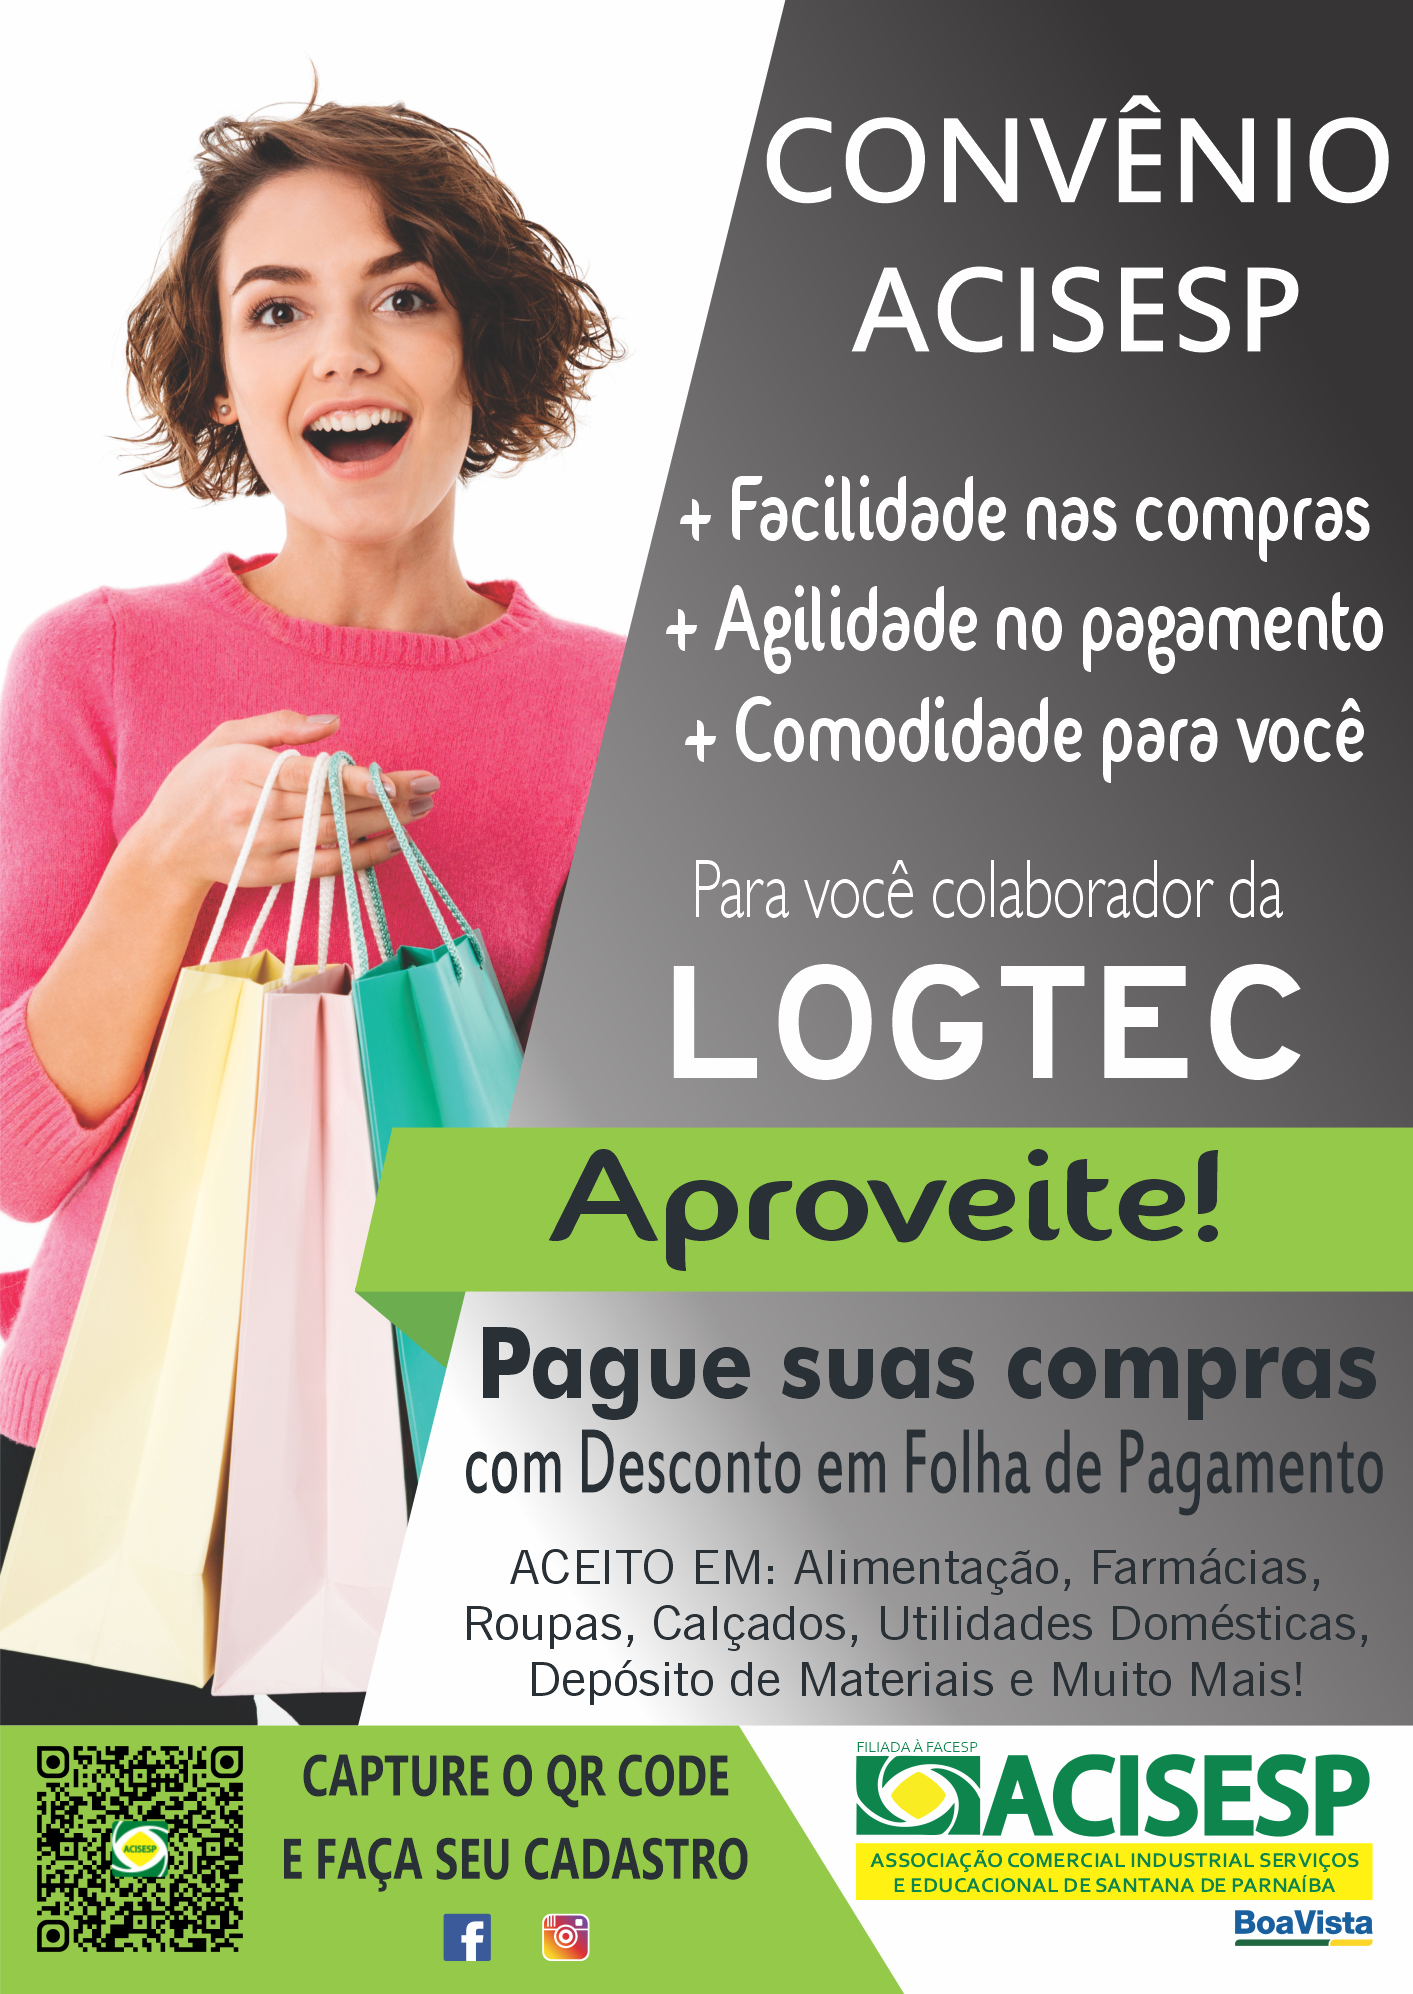 CONVÊNIO
ACISESP
+ Facilidade nas compras
+ Agilidade no pagamento
+ Comodidade para você
Para você colaborador da
LOGTEC
Aproveite!
Pague suas compras
com Desconto em Folha de Pagamento
ACEITO EM: Alimentação, Farmácias,
Roupas, Calçados, Utilidades Domésticas,
Depósito de Materiais e Muito Mais!
ACISESP
CAPTURE O QR CODE
E FAÇA SEU CADASTRO
FILIADA À FACESP
ACISESP
ASSOCIAÇÃO COMERCIAL INDUSTRIAL SERVIÇOS
E EDUCACIONAL DE SANTANA DE PARNAÍBA
BoaVista